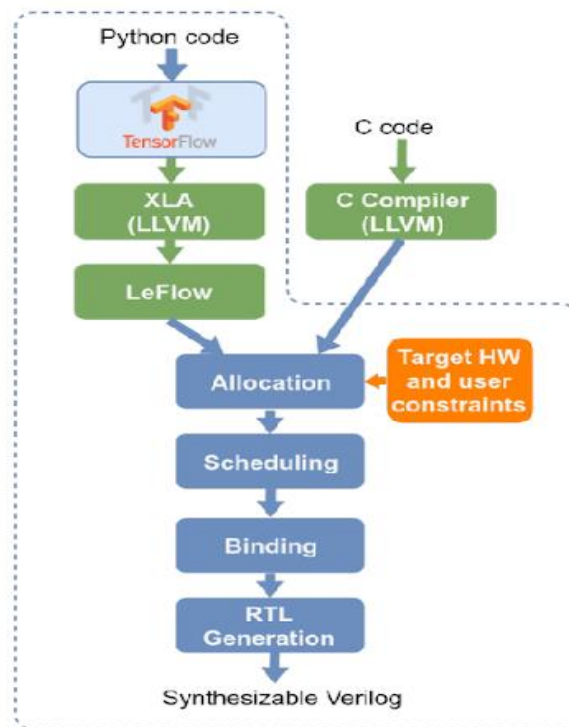 Python code
TensorFlow
C code
XLA
(LLVM)
C Compiler
(LLVM)
LeFlow
Allocation
Target HW
and user
constraints
Scheduling
Binding
RTL
Generation
Synthesizable Verilog